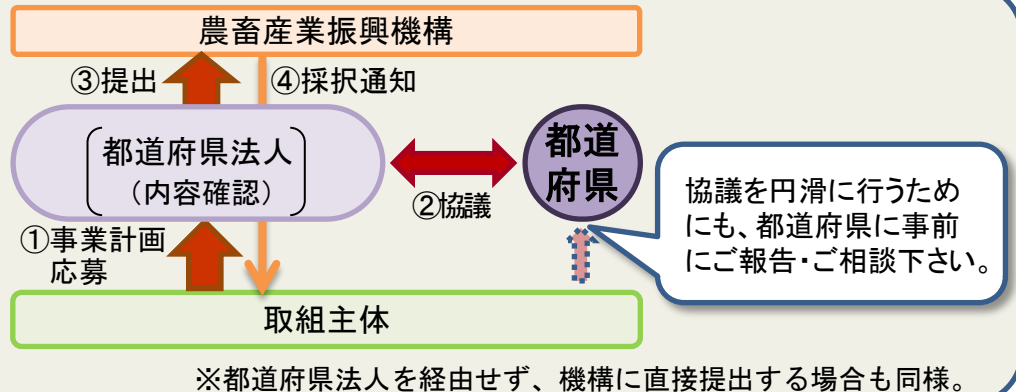 農畜産業振興機構
③提出
④採択通知
都道府県法人
（内容確認）
②協議
都道
府県
①事業計画
応募
協議を円滑に行うため
にも、都道府県に事前
にご報告・ご相談下さい。
取組主体
※都道府県法人を経由せず、機構に直接提出する場合も同様。